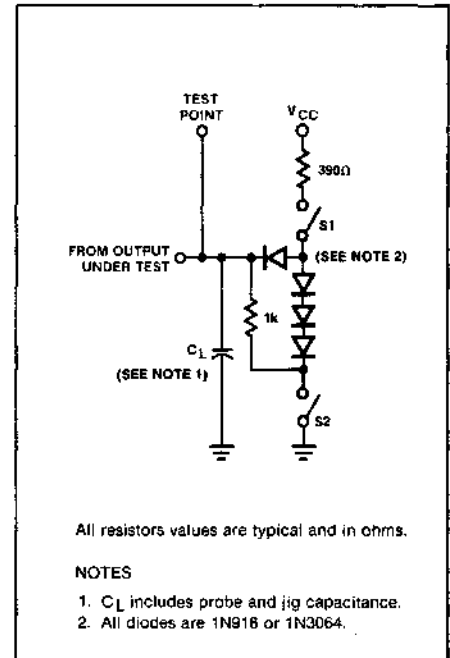 TEST
POINT
VCC
390Ω
S1
FROM OUTPUT
UNDER TEST
(SEE NOTE 2)
1k
CL
(SEE NOTE 1)
S2
All resistors values are typical and in ohms.
NOTES
1. CL includes probe and jig capacitance.
2. All diodes are 1N916 or 1N3064.